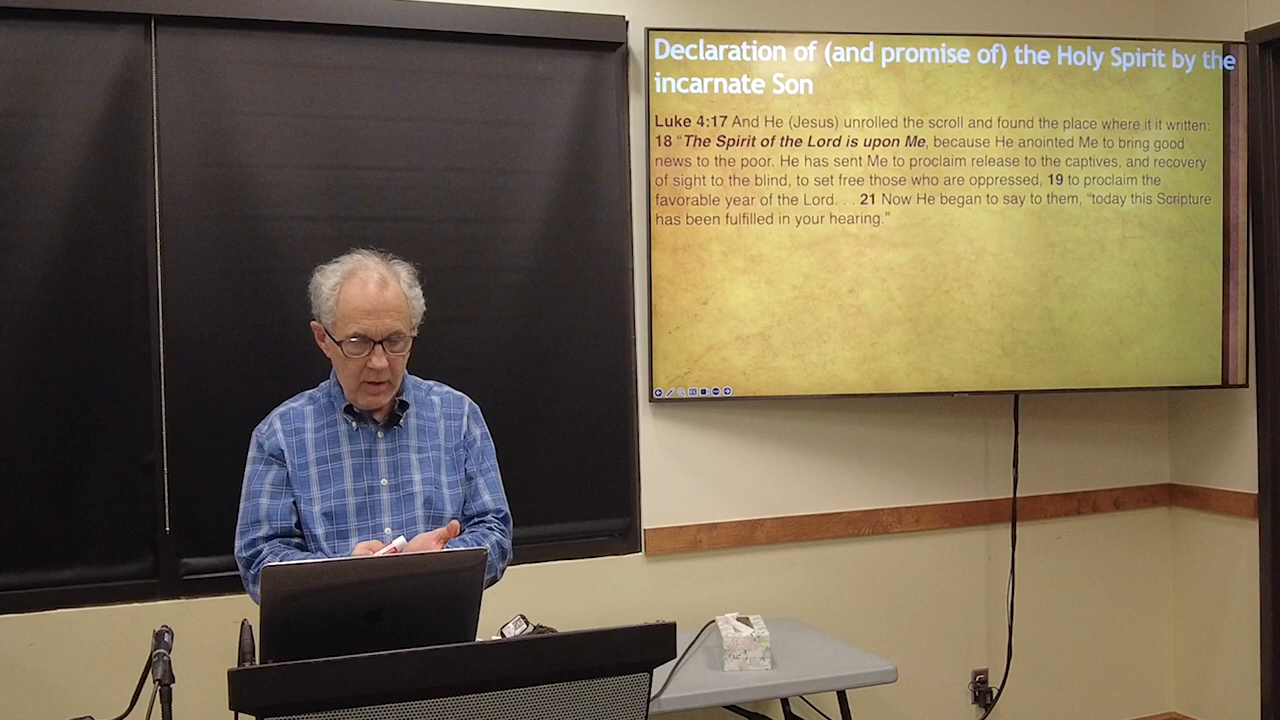 Declaration of (and promise of) the Holy Spirit by the
incarnate Son
Luke 4:17 And He (Jesus) unrolled the scroll and found the place where it it written:
18 “The Spirit of the Lord is upon Me, because He anointed Me to bring good
news to the poor. He has sent Me to proclaim release to the captives, and recovery
of sight to the blind, to set free those who are oppressed, 19 to proclaim the
favorable year of the Lord. . . 21 Now He began to say to them, “today this Scripture
has been fulfilled in your hearing.”